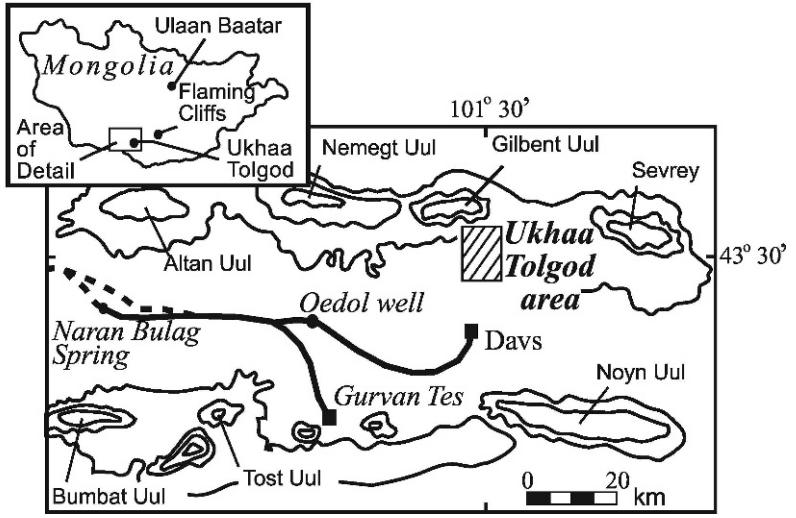 Ulaan Baatar
Mongolia
Flaming
Cliffs
Area
of
Detail
Ukhaa
Tolgod
101° 30'
Nemegt Uul
Gilbent Uul
Sevrey
Altan Uul
Ukhaa
Tolgod
area
43° 30'
Oedol well
Naran Bulag
Spring
Davs
Gurvan Tes
Noyn Uul
Tost Uul
Bumbat Uul
0 20
km